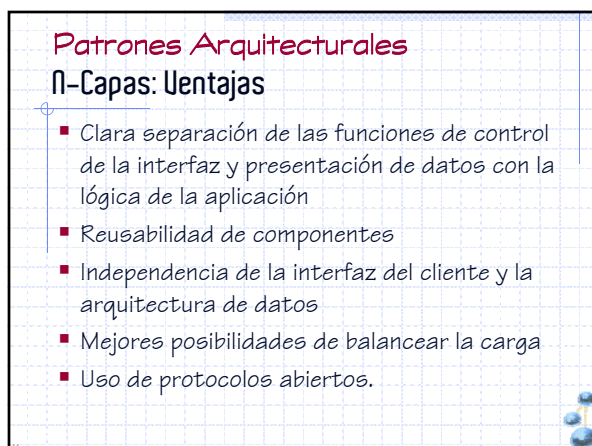 Patrones Arquitecturales
N-Capas: Ventajas
Clara separación de las funciones de control
de la interfaz y presentación de datos con la
lógica de la aplicación
Reusabilidad de componentes
Independencia de la interfaz del cliente y la
arquitectura de datos
Mejores posibilidades de balancear la carga
Uso de protocolos abiertos.